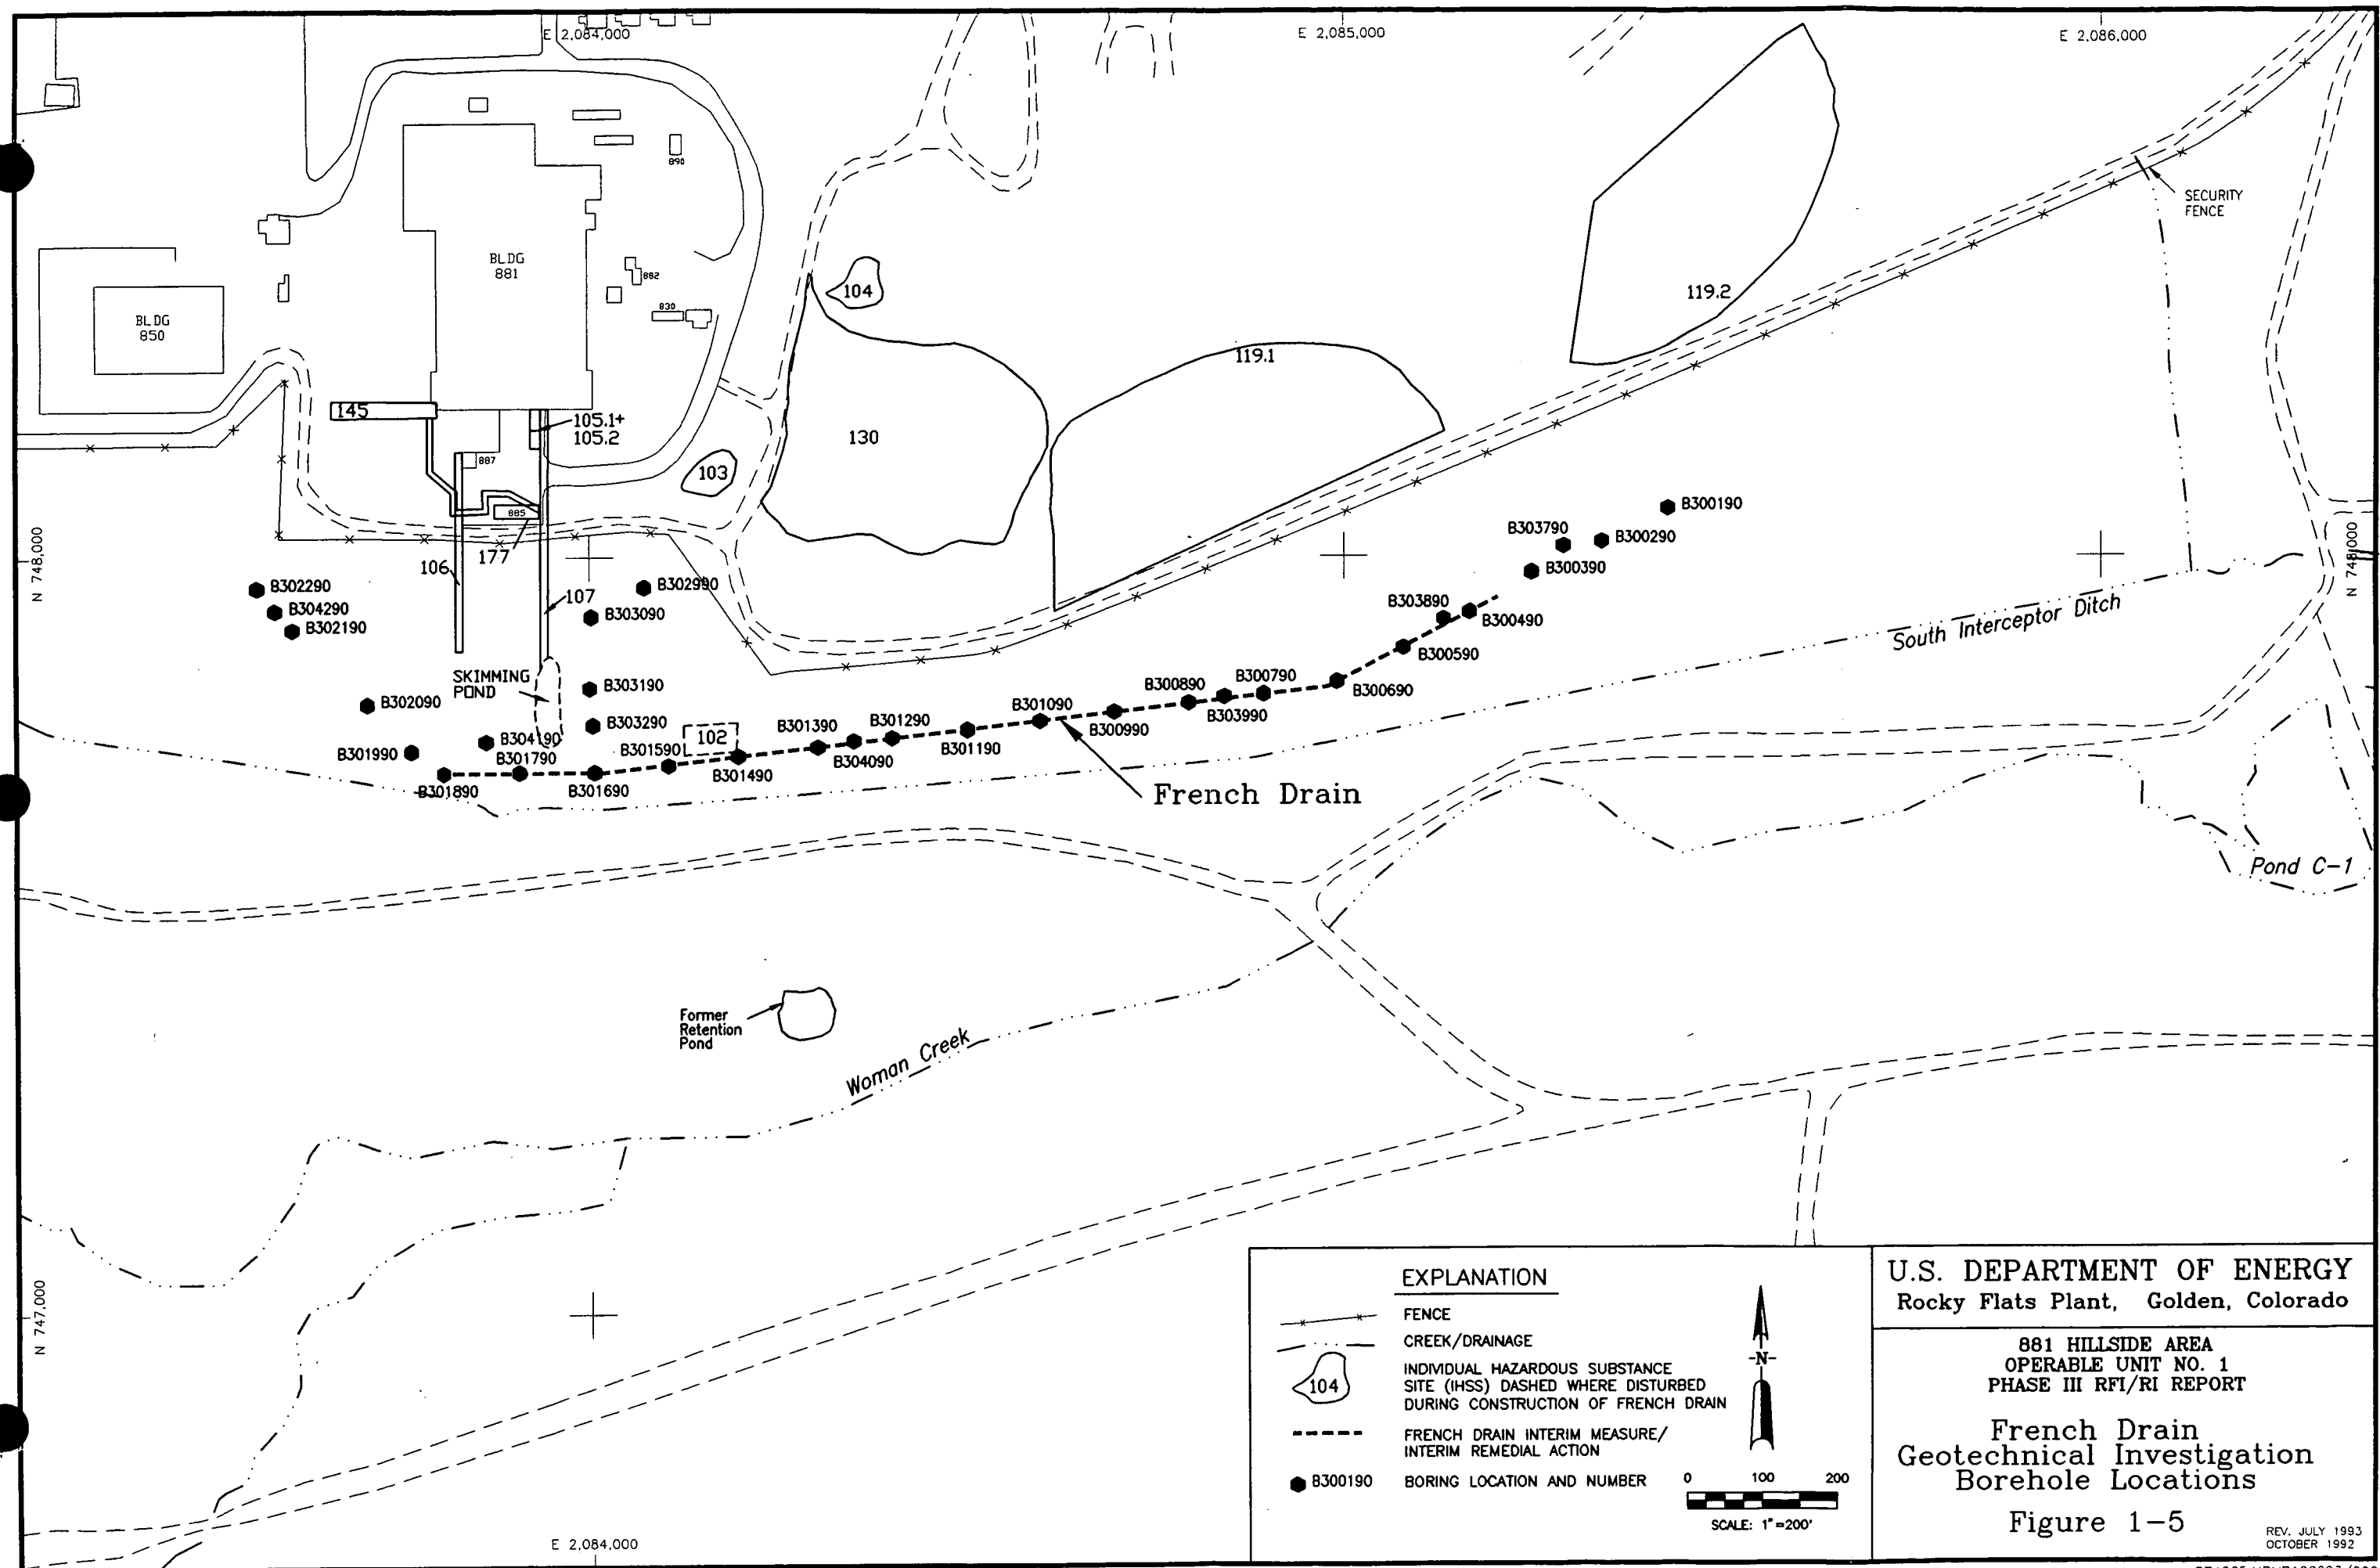 E 2,084,000
E 2,085,000
E 2,086,000
890
SECURITY
FENCE
BLDG
881
882
830
BLDG
850
104
119.2
119.1
145
105.1+
105.2
130
887
103
885
177
106
107
N 748,000
N 748,000
B300190
B303790
B300290
B300390
B302290
B304290
B302190
B302990
B303090
B303890
B300490
B300590
South Interceptor Ditch
SKIMMING
POND
B303190
B302090
B303290
B300790
B300890
B300690
B303990
B301090
B300990
B301390
B301290
B301190
102
B304190
B301990
B301790
B301590
B301490
B304090
B301890
B301690
French Drain
Pond C-1
Former
Retention
Pond
Woman Creek
N 747,000
E 2,084,000
EXPLANATION
FENCE
CREEK/DRAINAGE
104
INDIVIDUAL HAZARDOUS SUBSTANCE
SITE (IHSS) DASHED WHERE DISTURBED
DURING CONSTRUCTION OF FRENCH DRAIN
FRENCH DRAIN INTERIM MEASURE/
INTERIM REMEDIAL ACTION
B300190
BORING LOCATION AND NUMBER
-N-
0 100 200
SCALE: 1"=200'
U.S. DEPARTMENT OF ENERGY
Rocky Flats Plant, Golden, Colorado
881 HILLSIDE AREA
OPERABLE UNIT NO. 1
PHASE III RFI/RI REPORT
French Drain
Geotechnical Investigation
Borehole Locations
Figure 1-5
REV. JULY 1993
OCTOBER 1992